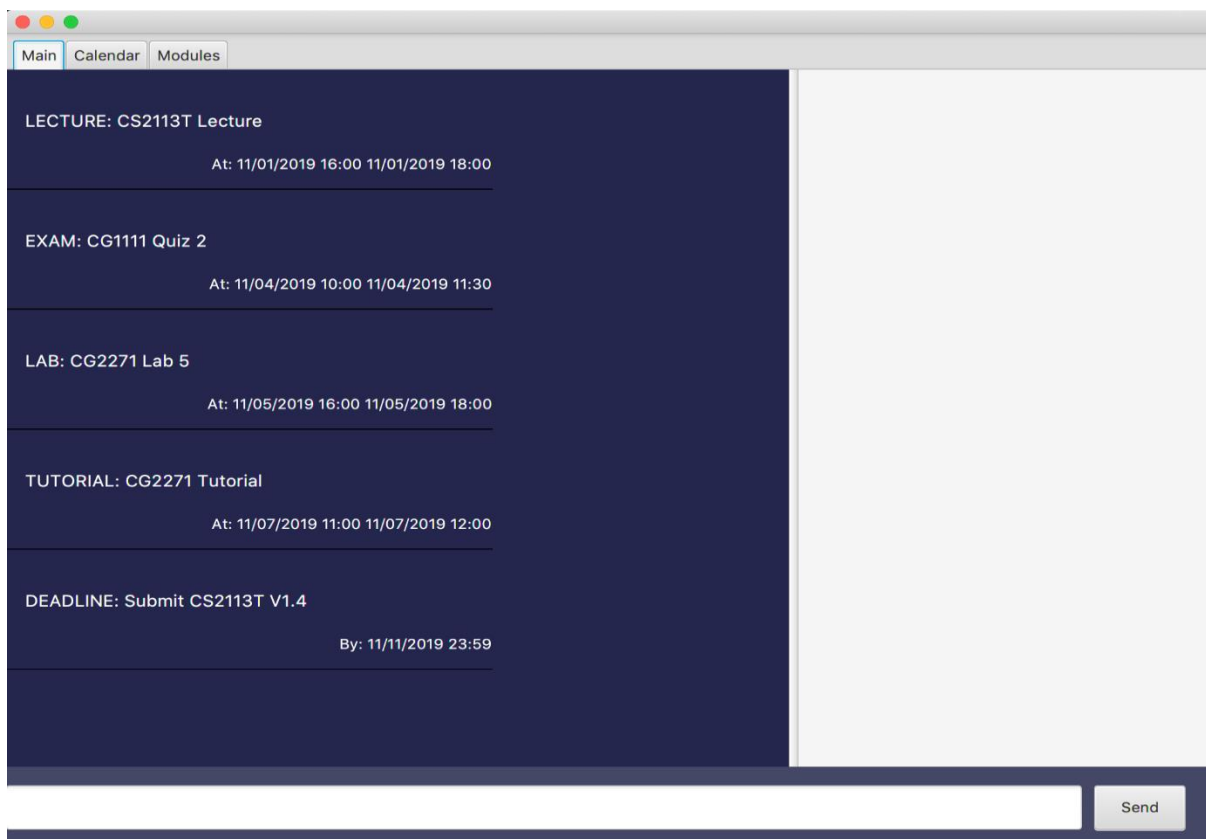 Main Calendar Modules
LECTURE: CS2113T Lecture
At: 11/01/2019 16:00 11/01/2019 18:00
EXAM: CG1111 Quiz 2
At: 11/04/2019 10:00 11/04/2019 11:30
LAB: CG2271 Lab 5
At: 11/05/2019 16:00 11/05/2019 18:00
TUTORIAL: CG2271 Tutorial
At: 11/07/2019 11:00 11/07/2019 12:00
DEADLINE: Submit CS2113T V1.4
By: 11/11/2019 23:59
Send